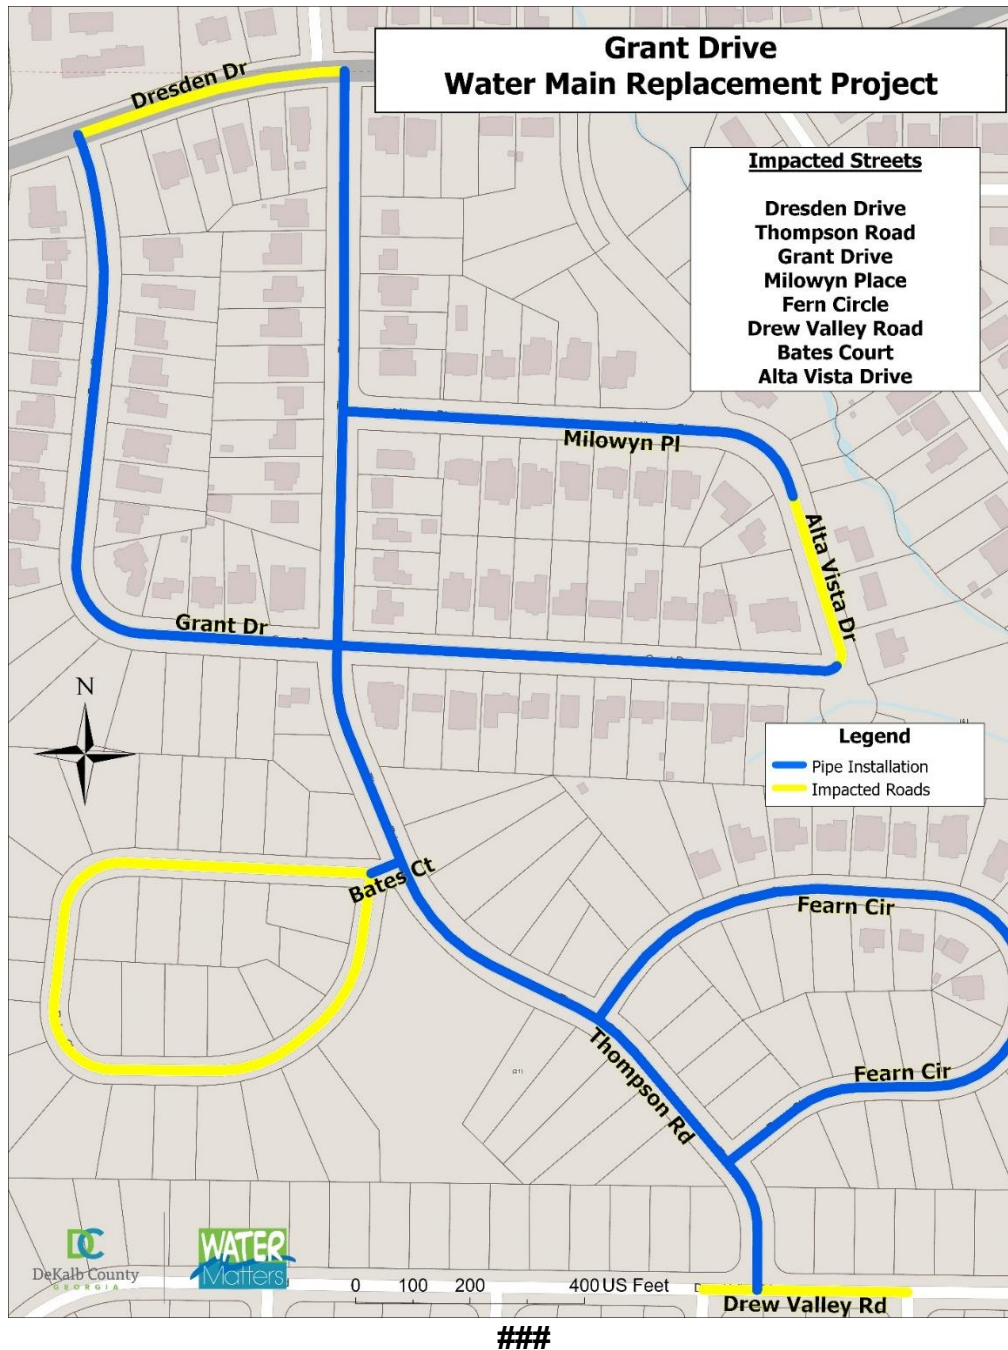 Grant Drive
Water Main Replacement Project
Impacted Streets
Dresden Drive
Thompson Road
Grant Drive
Milowyn Place
Fern Circle
Drew Valley Road
Bates Court
Alta Vista Drive
Dresden Dr
Milowyn Pl
Alta Vista Dr
Grant Dr
N
Legend
Pipe Installation
Impacted Roads
Bates Ct
Fearn Cir
Thompson Rd
Fearn Cir
DC
DeKalb County
GEORGIA
WATER
Matters
0 100 200 400 US Feet
Drew Valley Rd
###